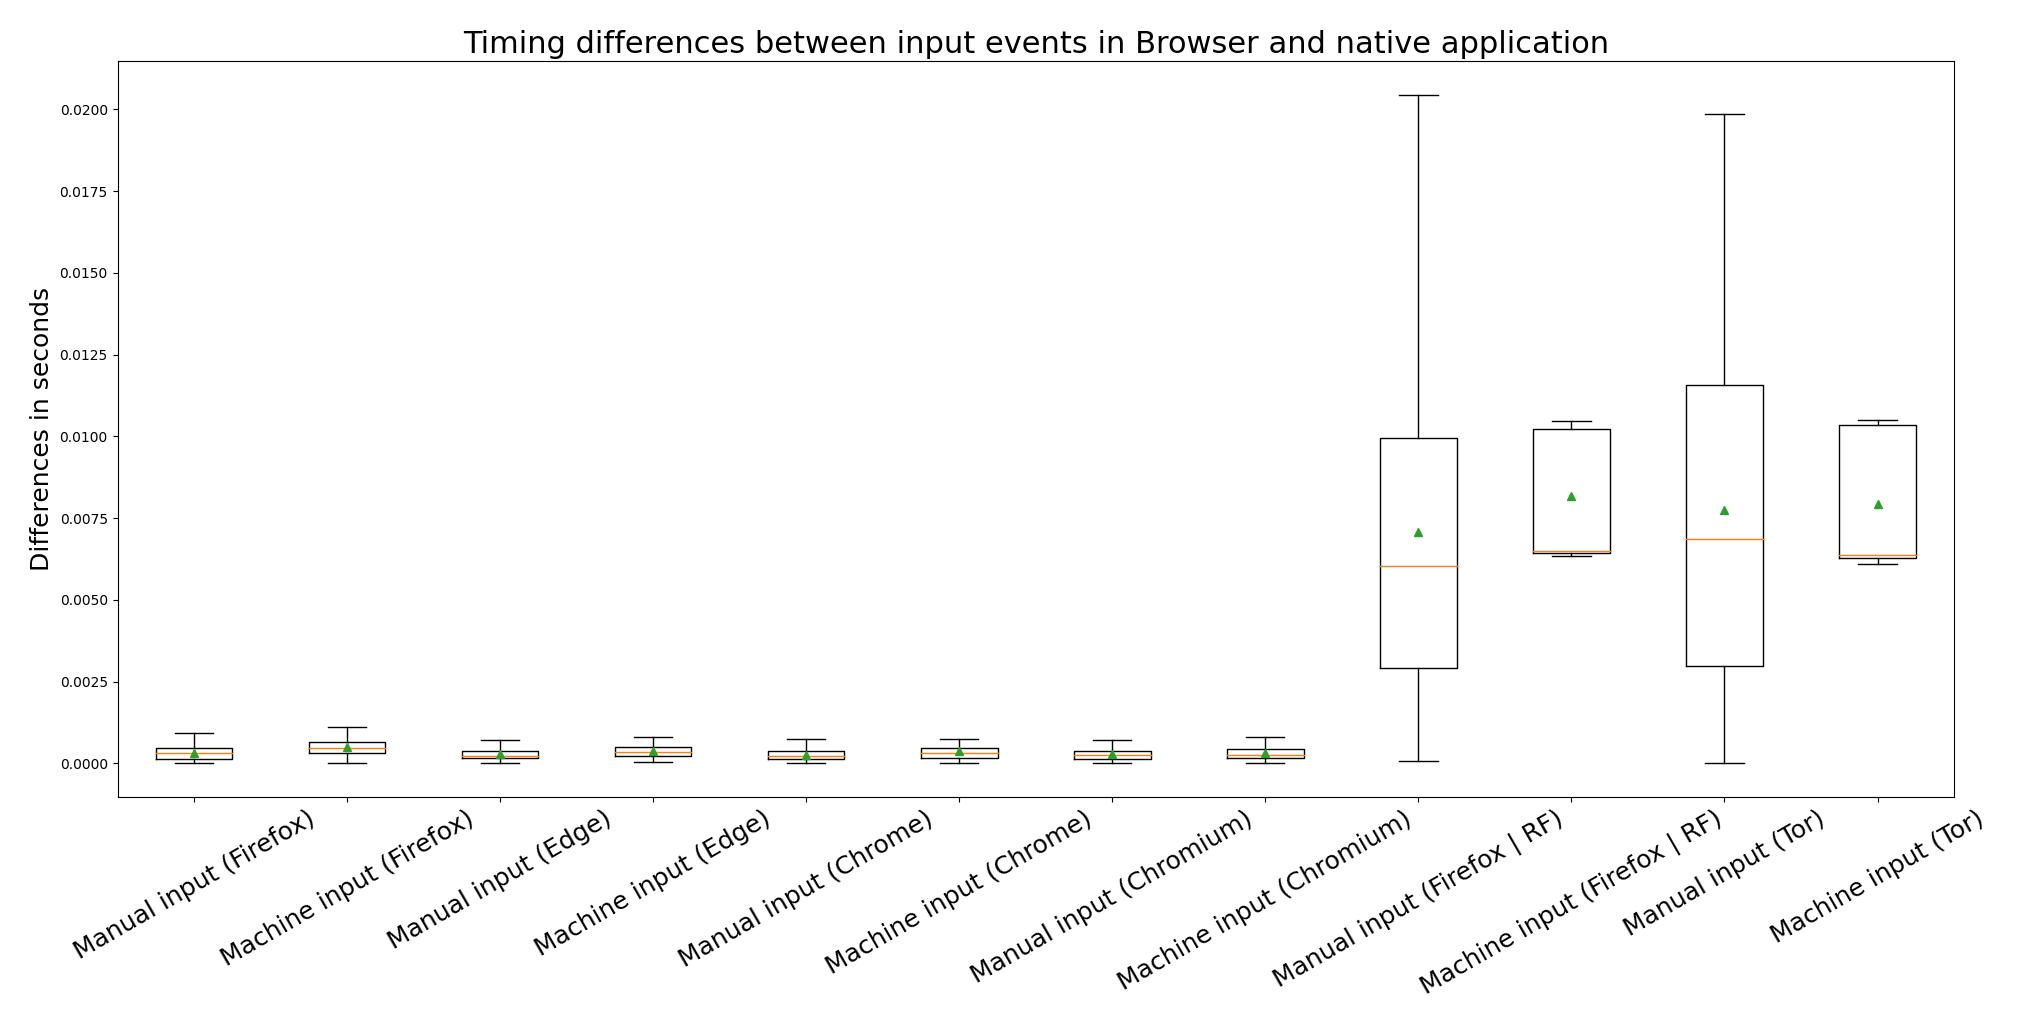 Timing differences between input events in Browser and native application
Differences in seconds
0.0200
0.0175
0.0150
0.0125
0.0100
0.0075
0.0050
0.0025
0.0000
Manual input (Firefox)
Machine input (Firefox)
Manual input (Edge)
Machine input (Edge)
Manual input (Chrome)
Machine input (Chrome)
Manual input (Chromium)
Machine input (Chromium)
Manual input (Firefox | RF)
Machine input (Firefox | RF)
Manual input (Tor)
Machine input (Tor)